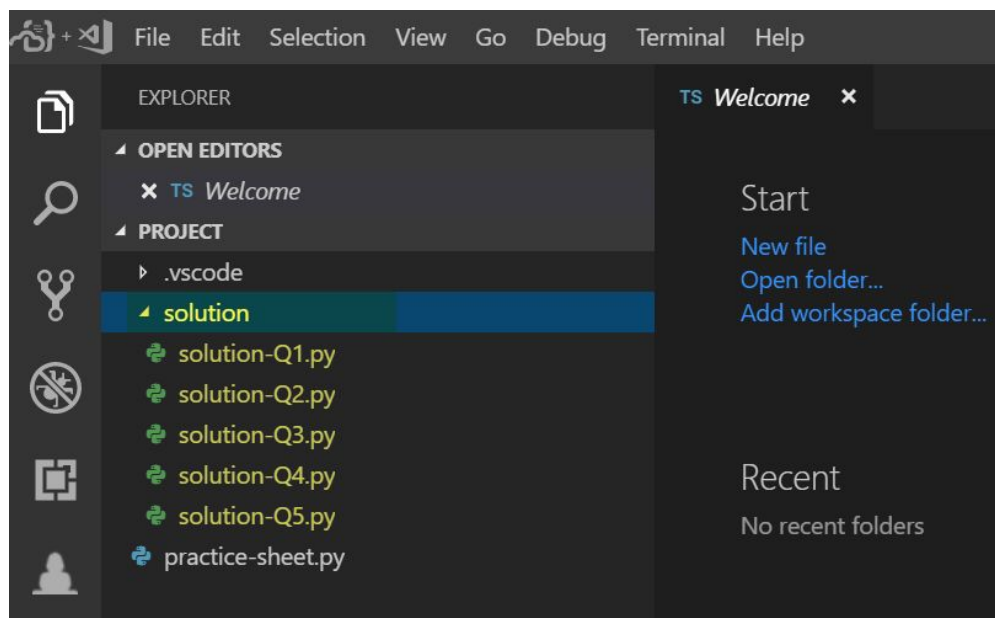 File Edit Selection View Go Debug Terminal Help
EXPLORER
OPEN EDITORS
TS Welcome
PROJECT
.vscode
solution
solution-Q1.py
solution-Q2.py
solution-Q3.py
solution-Q4.py
solution-Q5.py
practice-sheet.py
TS Welcome
Start
New file
Open folder...
Add workspace folder...
Recent
No recent folders